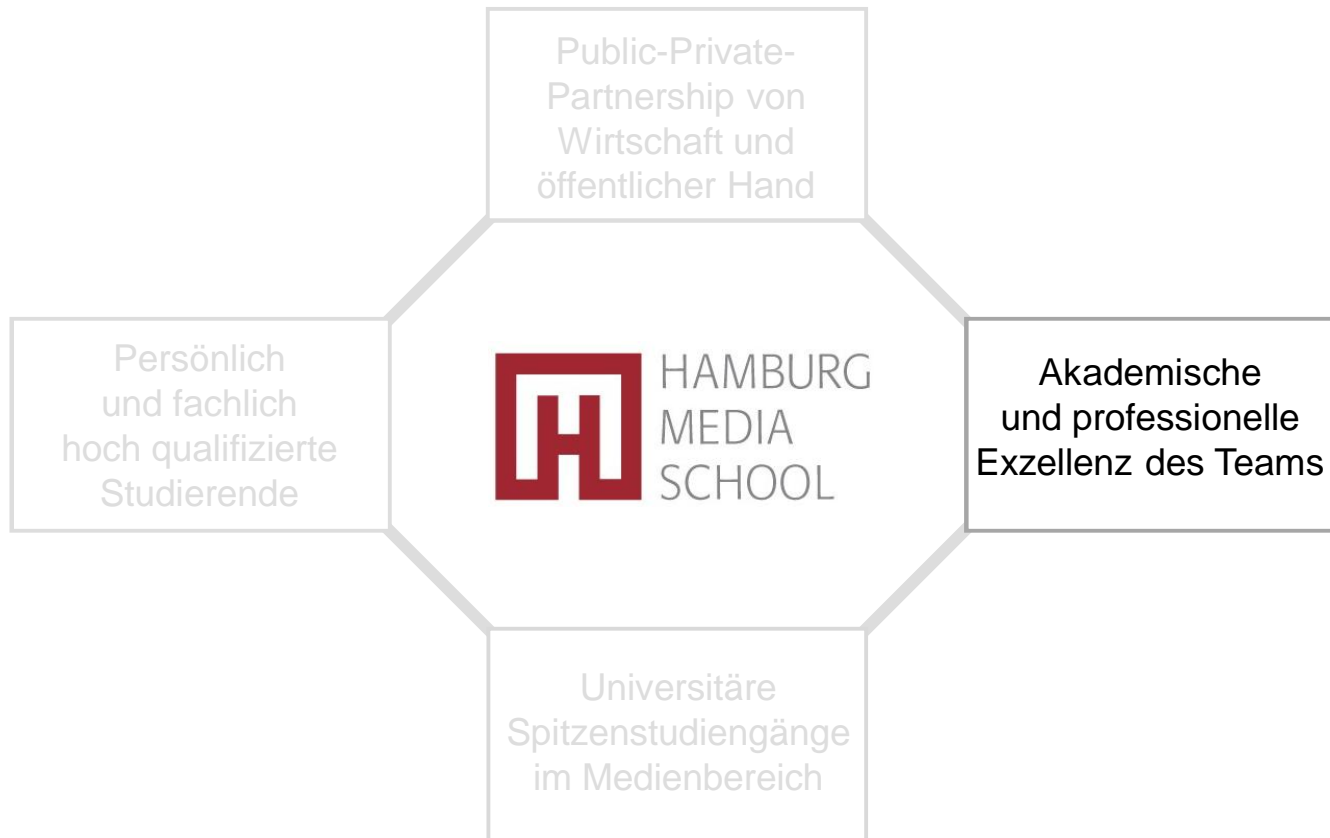 Public-Private-
Partnership von
Wirtschaft und
öffentlicher Hand
Persönlich
und fachlich
hoch qualifizierte
Studierende
HAMBURG
MEDIA
SCHOOL
Akademische
und professionelle
Exzellenz des Teams
Universitäre
Spitzenstudiengänge
im Medienbereich